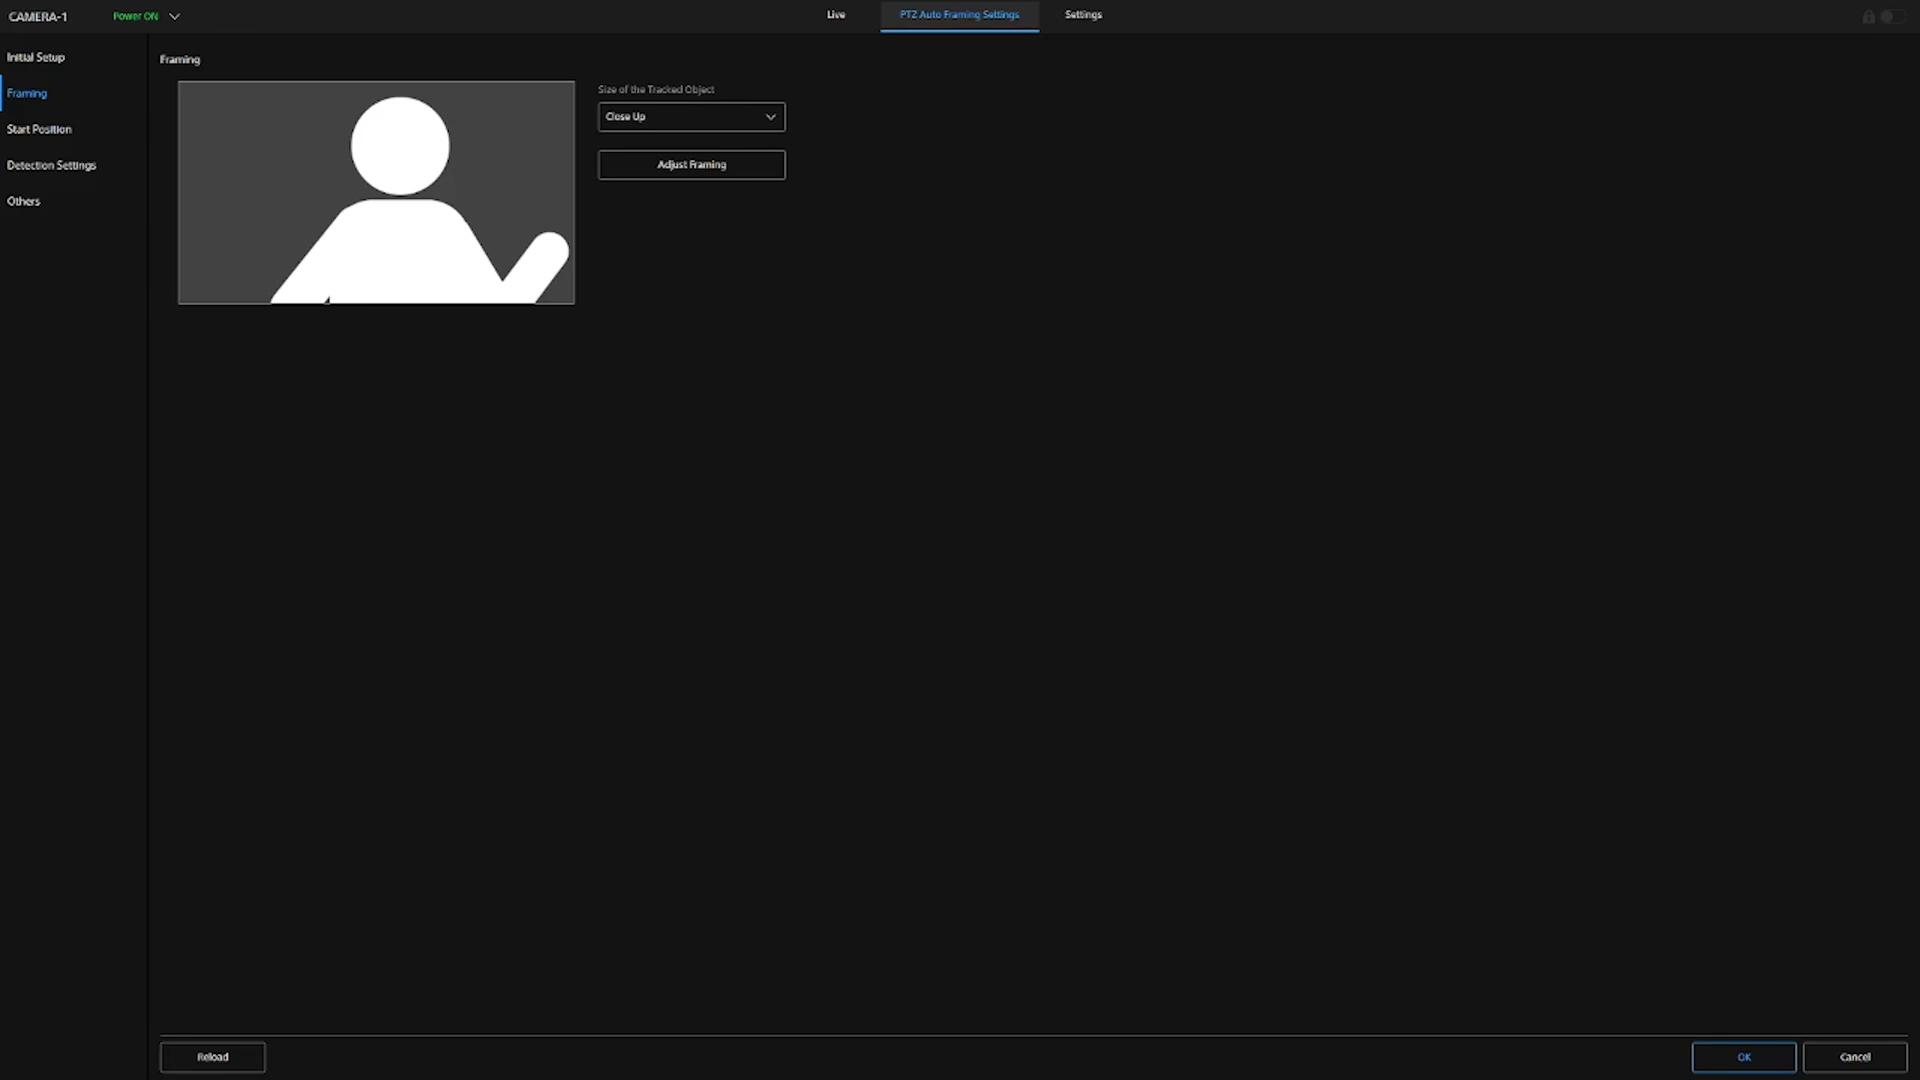 CAMERA-1 Power ON Live PTZ Auto Framing Settings Settings
Initial Setup
Framing
Start Position
Detection Settings
Others
Framing
Size of the Tracked Object
Close Up
Adjust Framing
Reload OK Cancel